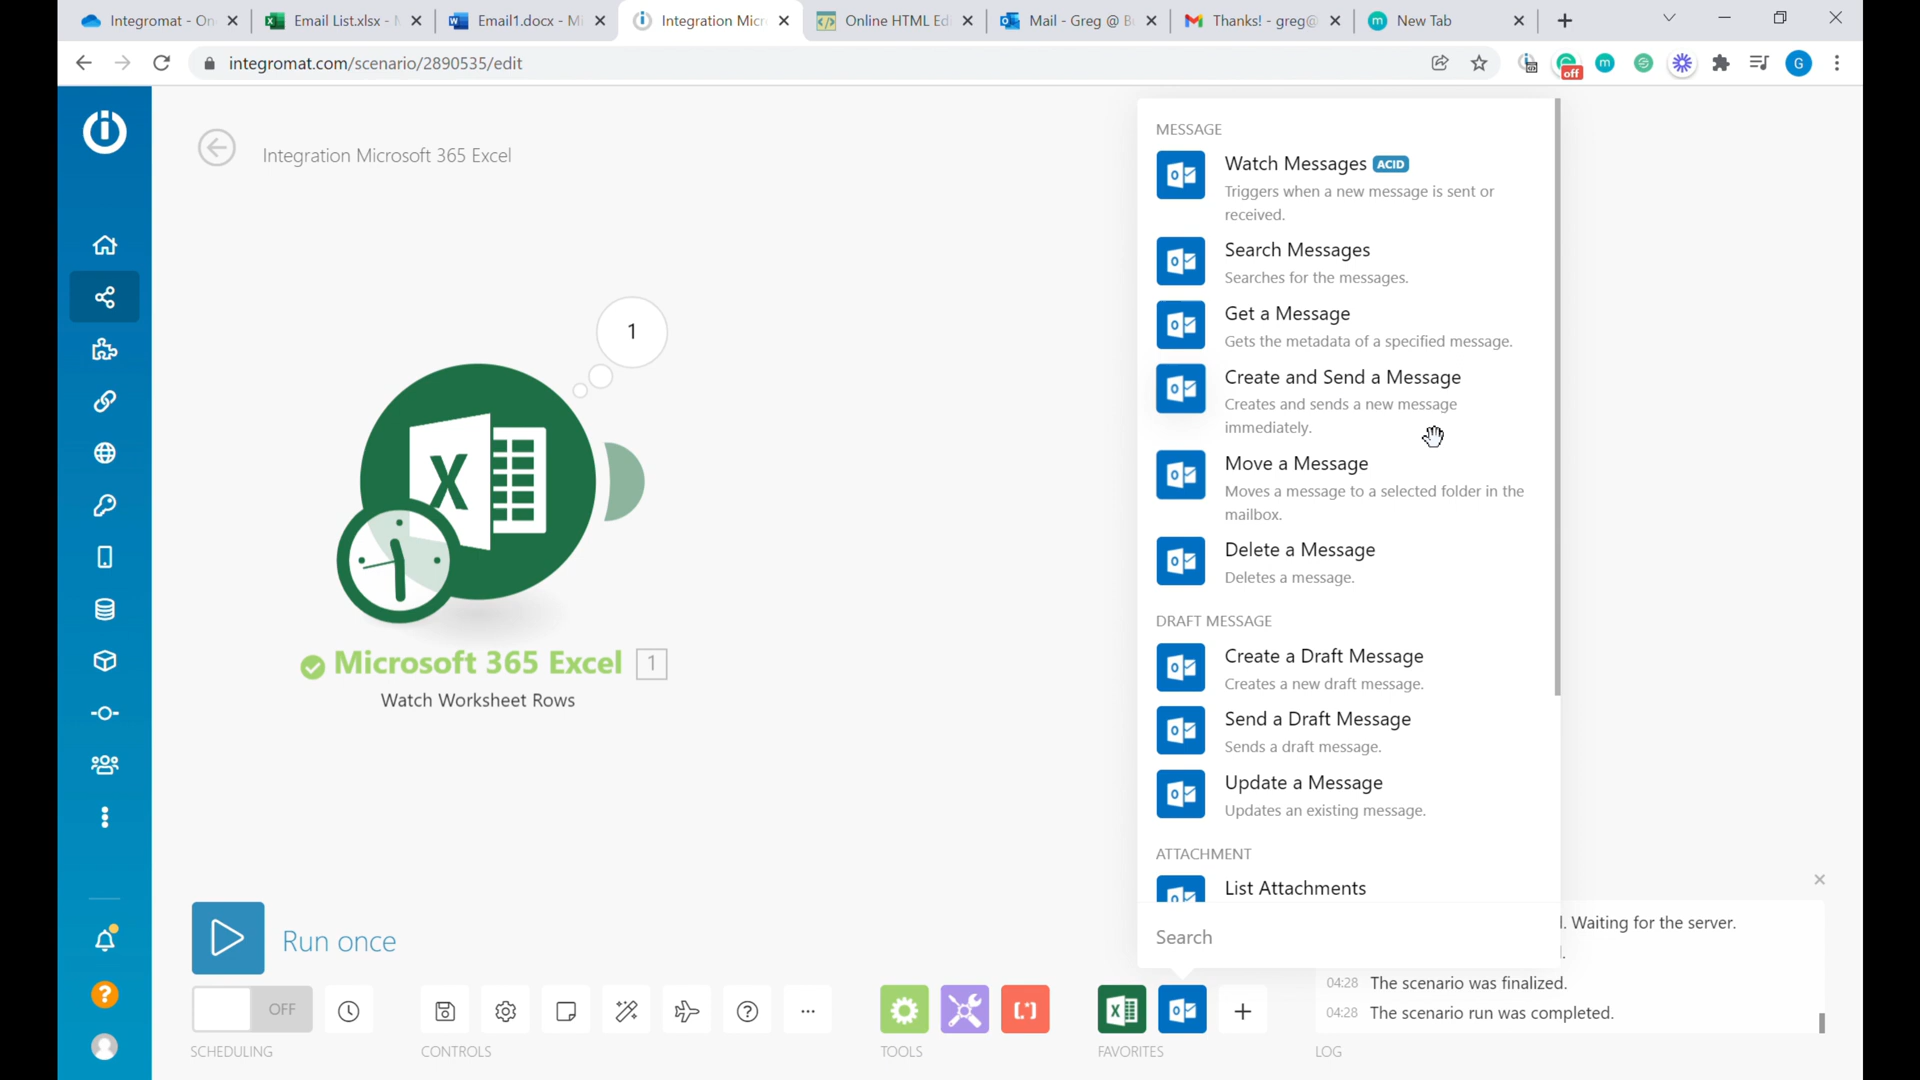 Integromat - On
Email List.xlsx - M
Email1.docx - Mi
Integration Micr
Online HTML Ed
Mail - Greg @ B
Thanks! - greg@
New Tab
integromat.com/scenario/2890535/edit
off
G
Integration Microsoft 365 Excel
1
Microsoft 365 Excel 1
Watch Worksheet Rows
MESSAGE
Watch Messages ACID
Triggers when a new message is sent or
received.
Search Messages
Searches for the messages.
Get a Message
Gets the metadata of a specified message.
Create and Send a Message
Creates and sends a new message
immediately.
Move a Message
Moves a message to a selected folder in the
mailbox.
Delete a Message
Deletes a message.
DRAFT MESSAGE
Create a Draft Message
Creates a new draft message.
Send a Draft Message
Sends a draft message.
Update a Message
Updates an existing message.
ATTACHMENT
List Attachments
Search
Run once
OFF
SCHEDULING
CONTROLS
TOOLS
FAVORITES
. Waiting for the server.
04:28 The scenario was finalized.
04:28 The scenario run was completed.
LOG